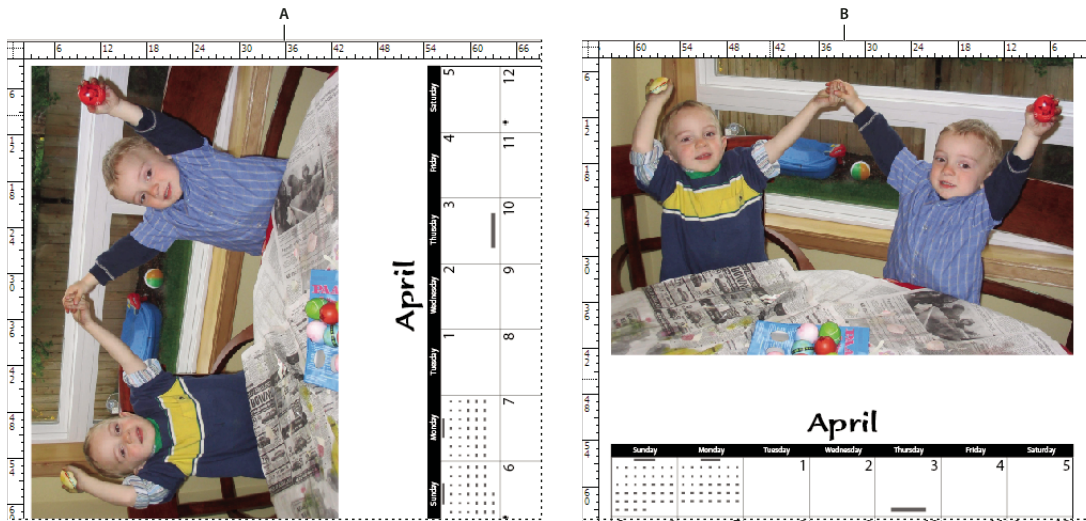 A
6 12 18 24 30 36 42 48 54 60 66
April
Saturday 5 12
Friday 4 11
Thursday 3 10
Wednesday 2 9
Tuesday 1 8
Monday 7
Sunday 6
B
60 54 48 42 36 30 24 18 12 6
April
Sunday Monday Tuesday Wednesday Thursday Friday Saturday
1 2 3 4 5